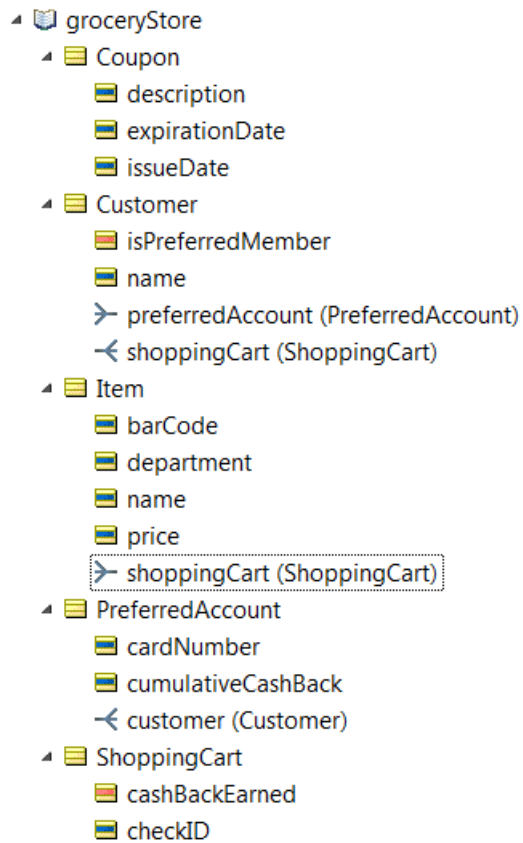 groceryStore
Coupon
description
expirationDate
issueDate
Customer
isPreferredMember
name
preferredAccount (PreferredAccount)
shoppingCart (ShoppingCart)
Item
barCode
department
name
price
shoppingCart (ShoppingCart)
PreferredAccount
cardNumber
cumulativeCashBack
customer (Customer)
ShoppingCart
cashBackEarned
checkID